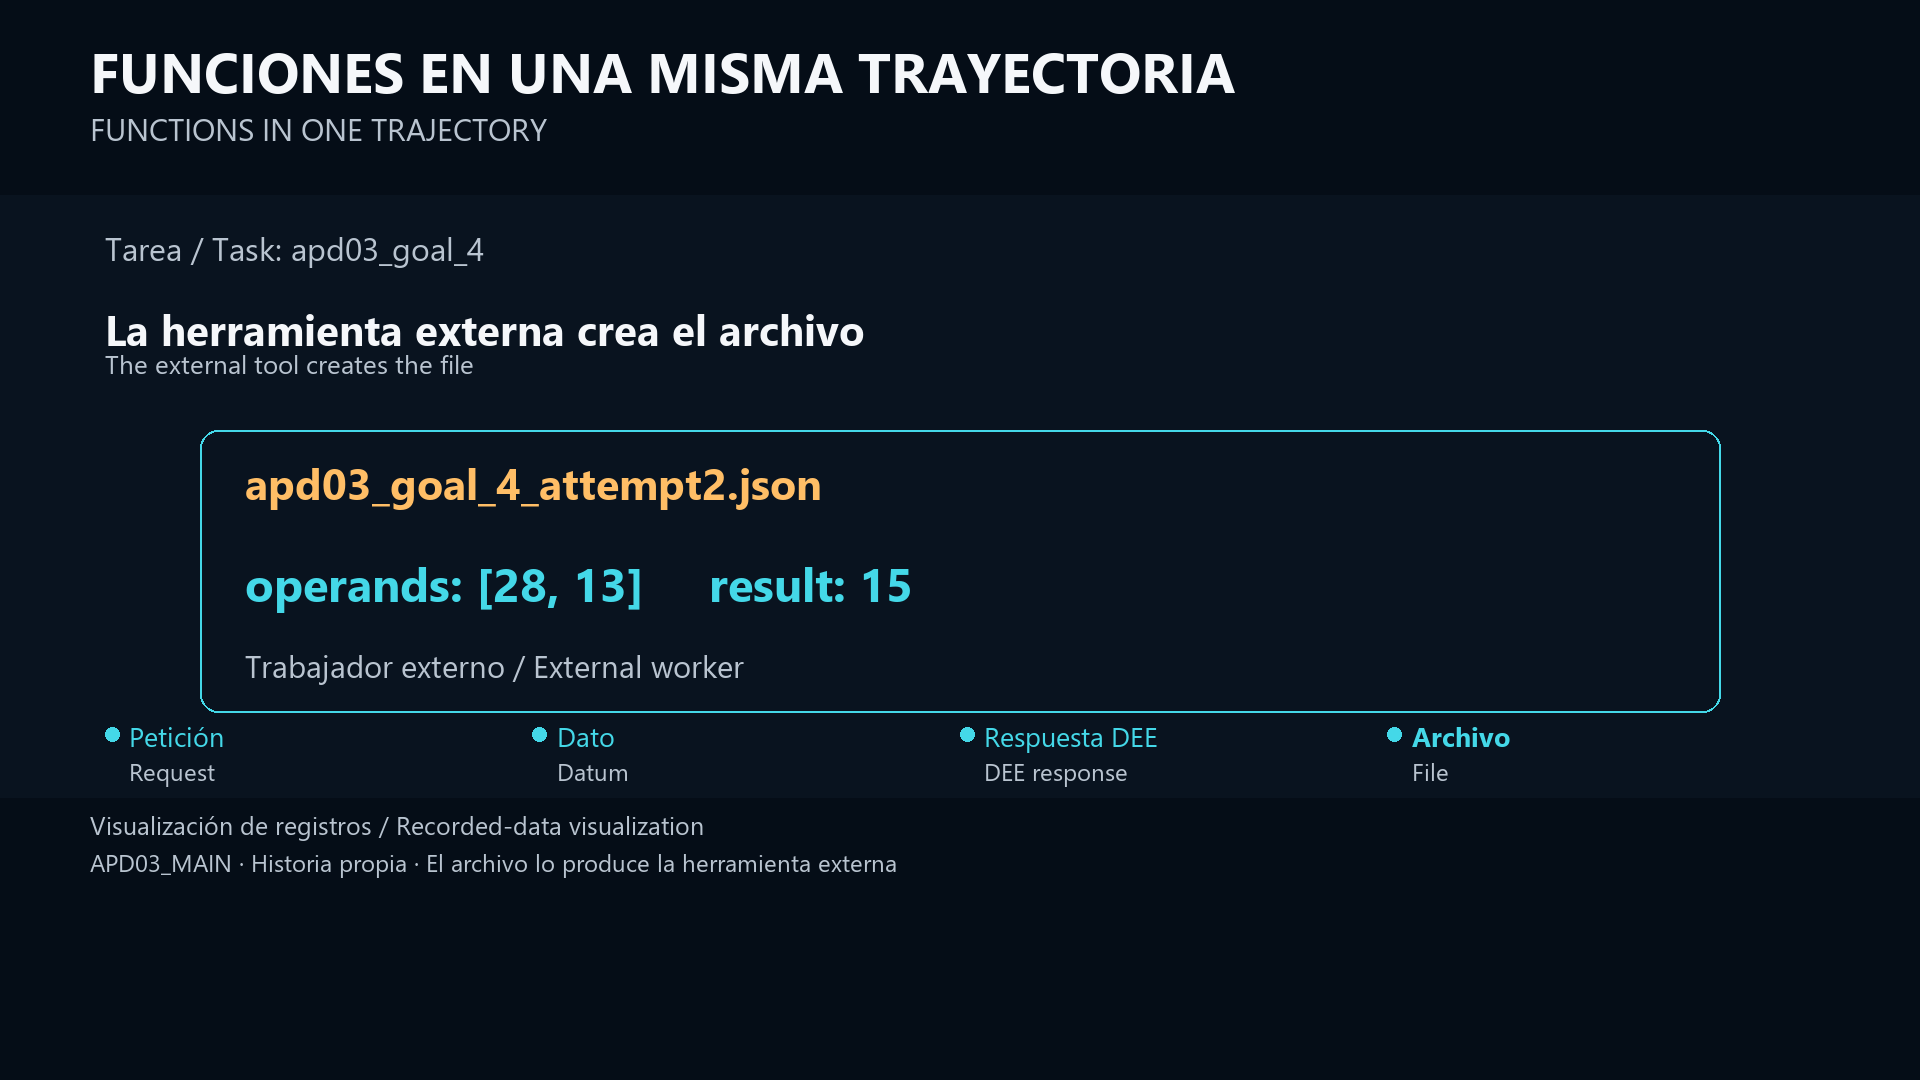 FUNCIONES EN UNA MISMA TRAYECTORIA
FUNCTIONS IN ONE TRAJECTORY
Tarea / Task: apd03_goal_4
La herramienta externa crea el archivo
The external tool creates the file
apd03_goal_4_attempt2.json
operands: [28, 13] result: 15
Trabajador externo / External worker
Petición
Request
Dato
Datum
Respuesta DEE
DEE response
Archivo
File
Visualización de registros / Recorded-data visualization
APD03_MAIN · Historia propia · El archivo lo produce la herramienta externa